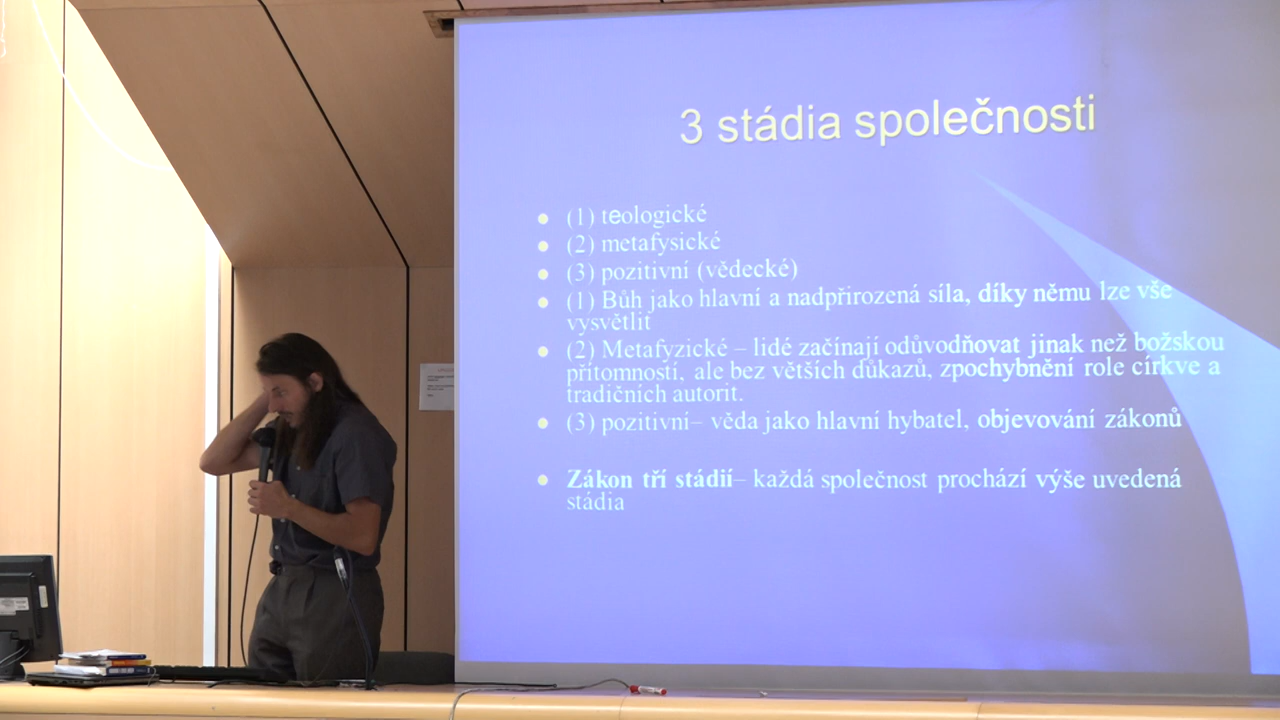 3 stádia společnosti
(1) teologické
(2) metafysické
(3) pozitivní (vědecké)
(1) Bůh jako hlavní a nadpřirozená síla, díky němu lze vše
vysvětlit
(2) Metafyzické – lidé začínají odůvodňovat jinak než božskou
přítomností, ale bez větších důkazů, zpochybnění role církve a
tradičních autorit.
(3) pozitivní– věda jako hlavní hybatel, objevování zákonů
Zákon tří stádií– každá společnost prochází výše uvedená
stádia